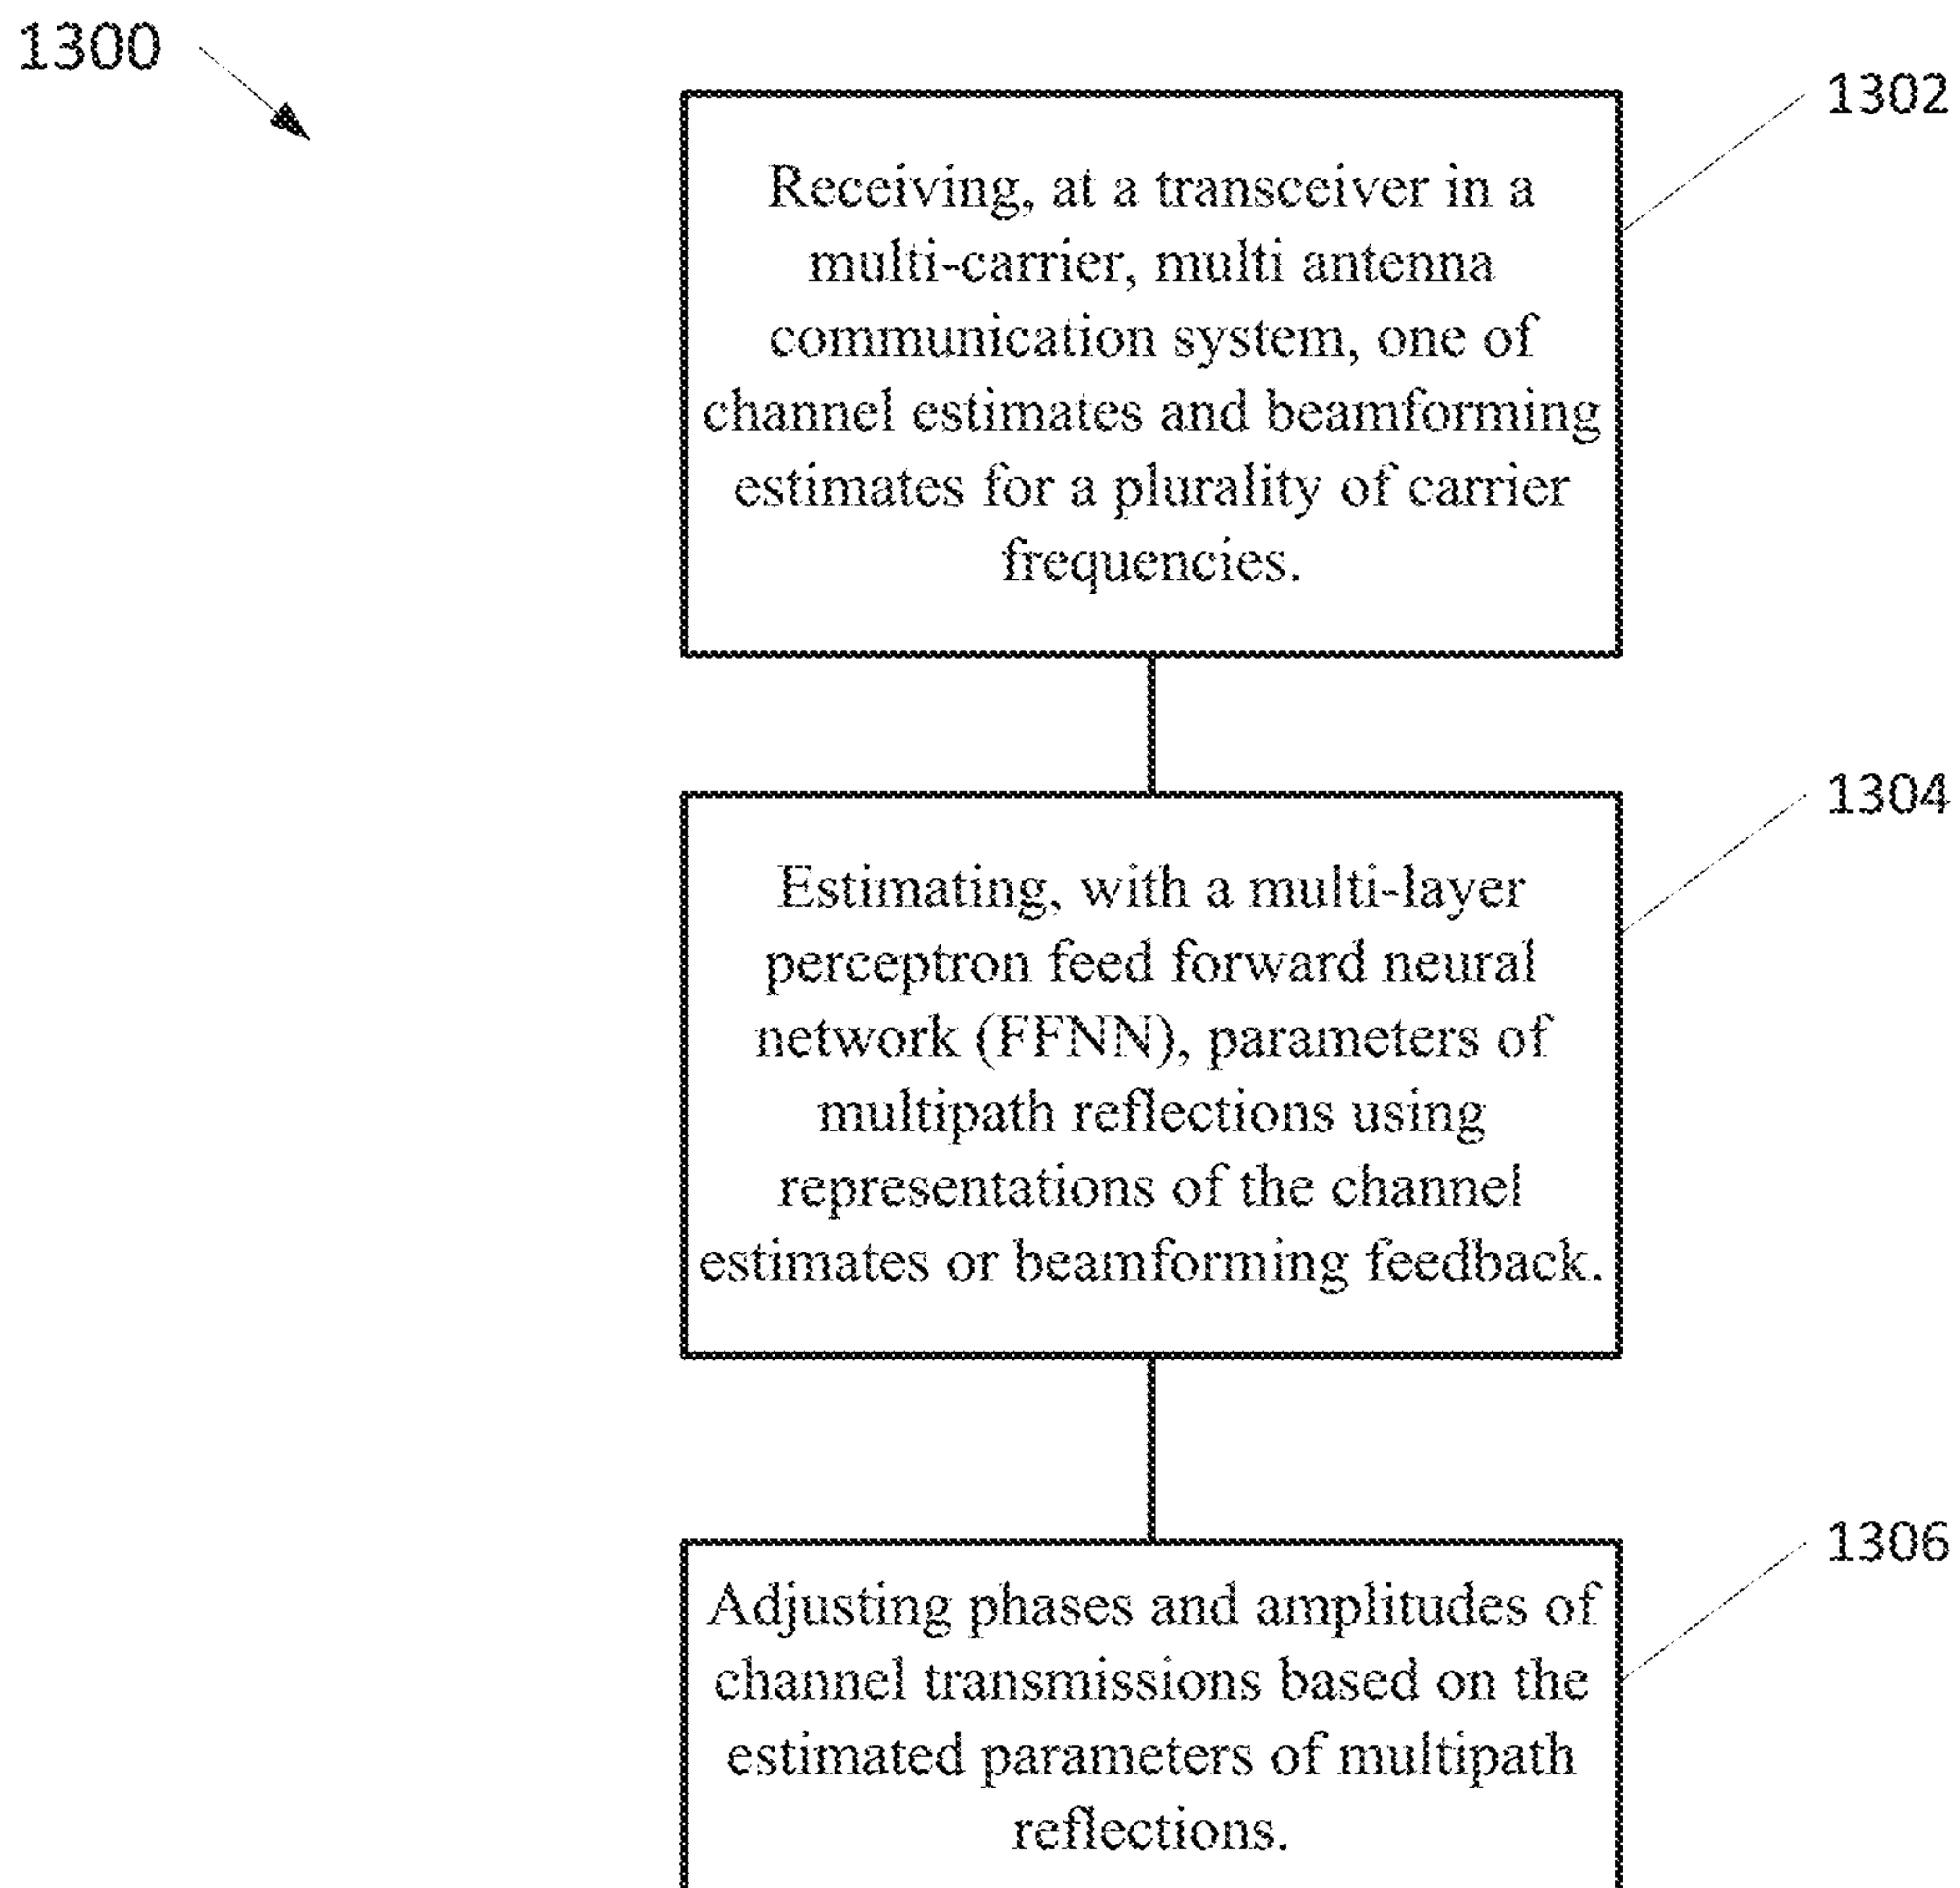 1300
1302
Receiving, at a transceiver in a
multi-carrier, multi antenna
communication system, one of
channel estimates and beamforming
estimates for a plurality of carrier
frequencies.
1304
Estimating, with a multi-layer
perceptron feed forward neural
network (FFNN), parameters of
multipath reflections using
representations of the channel
estimates or beamforming feedback.
1306
Adjusting phases and amplitudes of
channel transmissions based on the
estimated parameters of multipath
reflections.